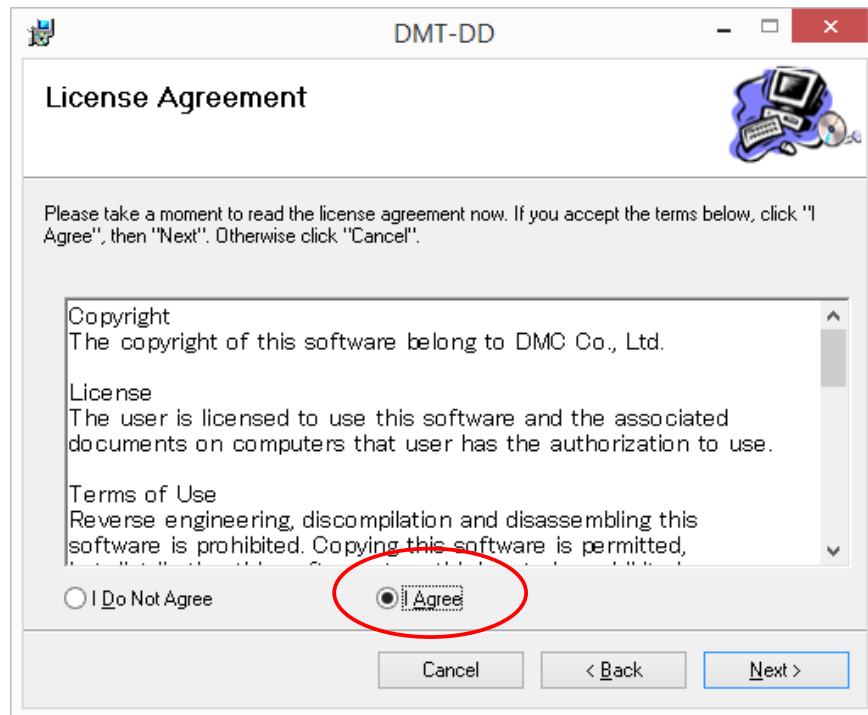 DMT-DD
License Agreement
Please take a moment to read the license agreement now. If you accept the terms below, click "I
Agree", then "Next". Otherwise click "Cancel".
Copyright
The copyright of this software belong to DMC Co., Ltd.
License
The user is licensed to use this software and the associated
documents on computers that user has the authorization to use.
Terms of Use
Reverse engineering, discompilation and disassembling this
software is prohibited. Copying this software is permitted,
I Do Not Agree
I Agree
Cancel
< Back
Next >